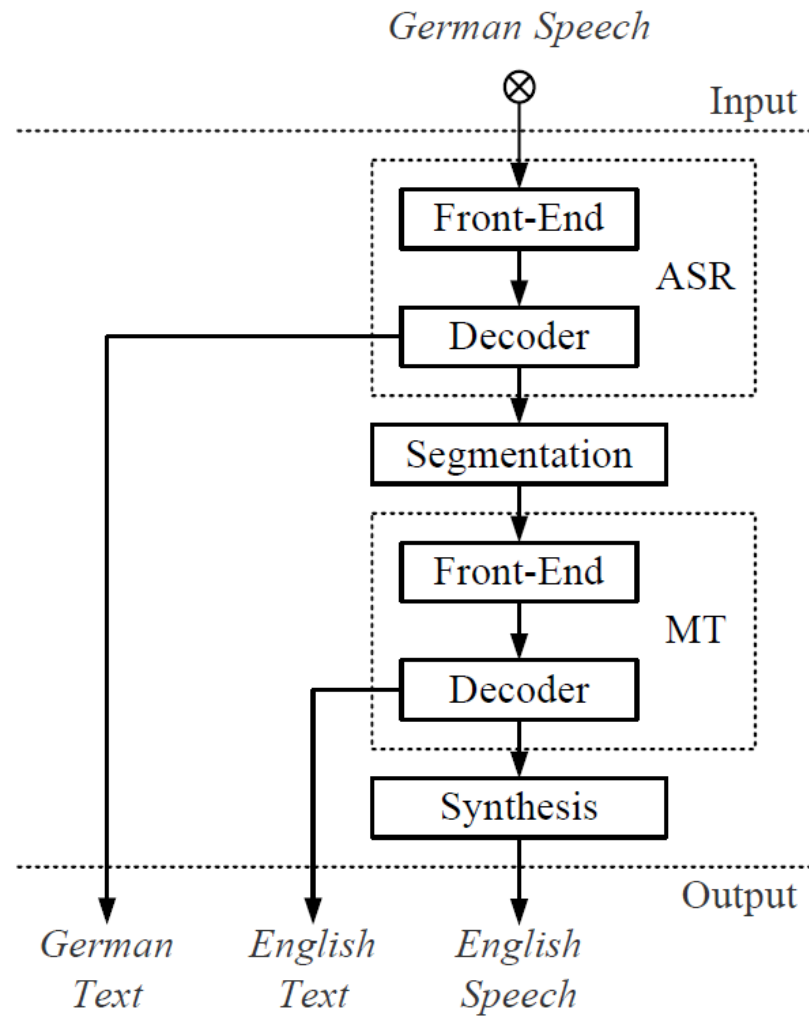 German Speech
Input
Front-End
ASR
Decoder
Segmentation
Front-End
MT
Decoder
Synthesis
Output
German English English
Text Text Speech